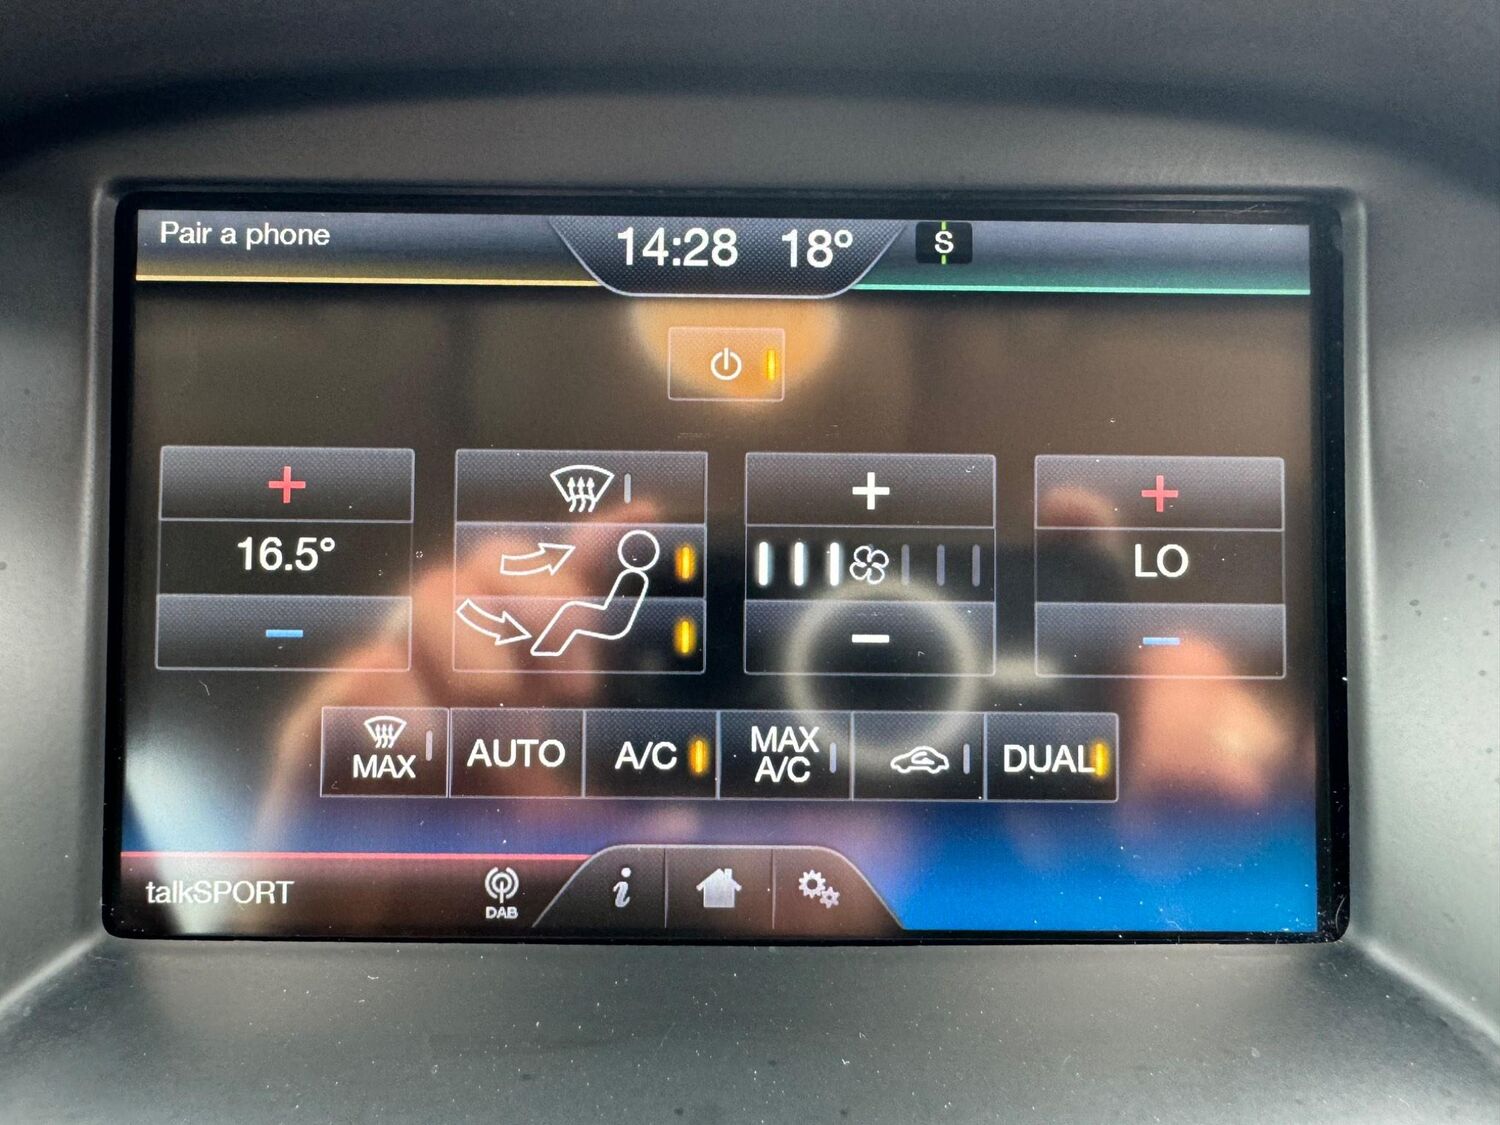 Pair a phone
14:28 18° S
16.5°
LO
MAX
AUTO
A/C
MAX
A/C
DUAL
talkSPORT
DAB
i